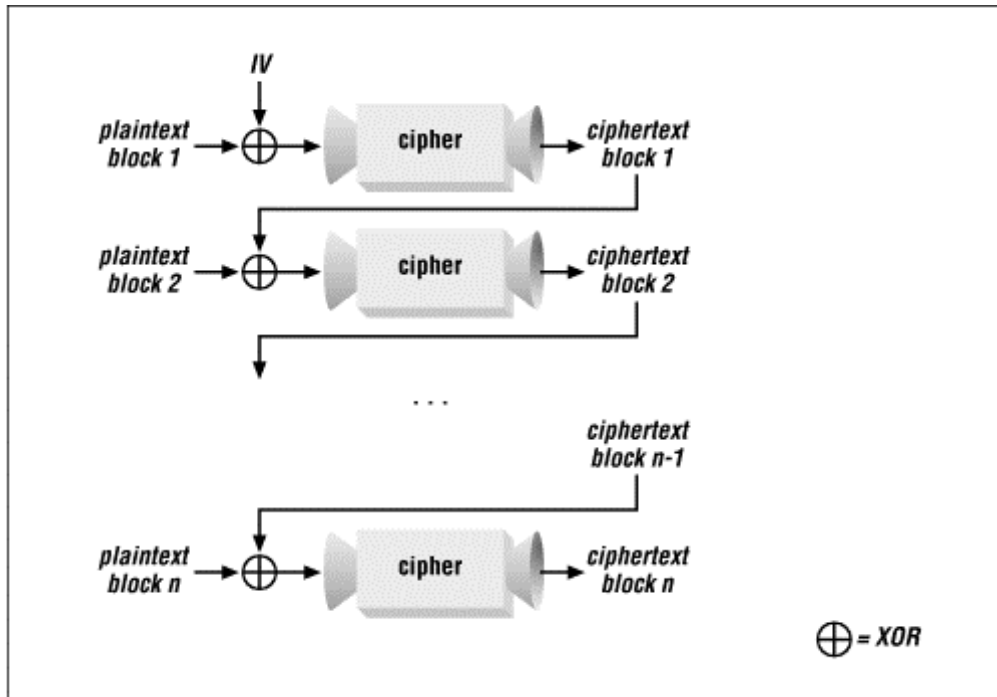 IV
plaintext
block 1
cipher
ciphertext
block 1
plaintext
block 2
cipher
ciphertext
block 2
. . .
ciphertext
block n-1
plaintext
block n
cipher
ciphertext
block n
= XOR